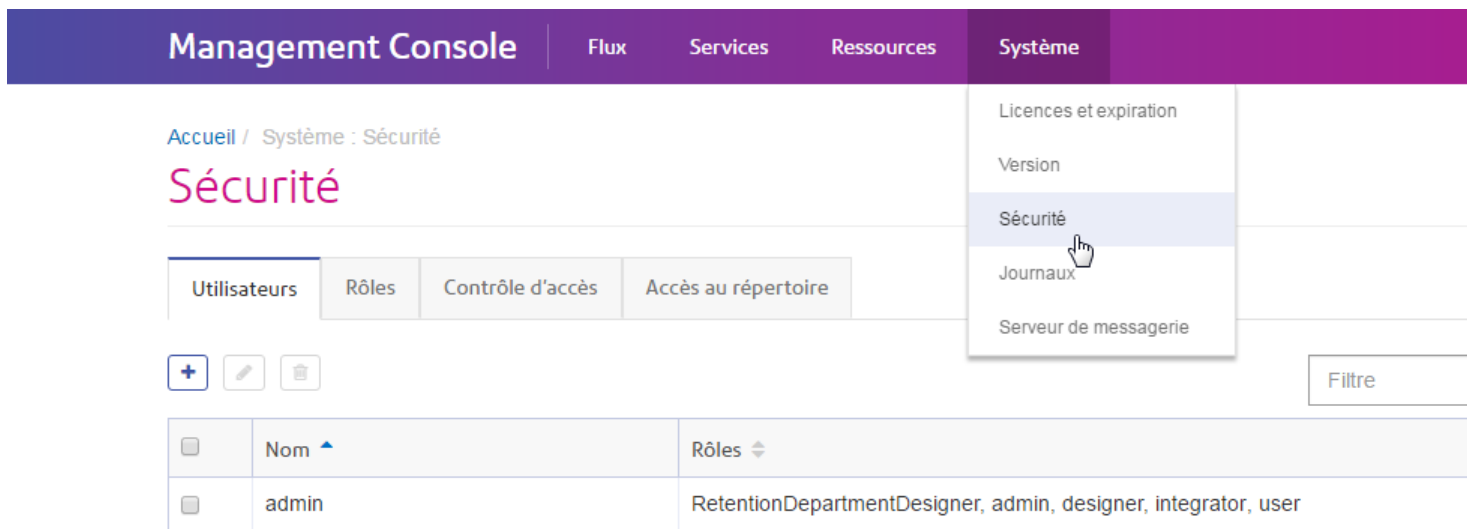 Management Console Flux Services Ressources Système
Licences et expiration
Accueil / Système : Sécurité
Version
Sécurité
Sécurité
Journaux
Utilisateurs Rôles Contrôle d'accès Accès au répertoire
Serveur de messagerie
Filtre
Nom Rôles
admin RetentionDepartmentDesigner, admin, designer, integrator, user